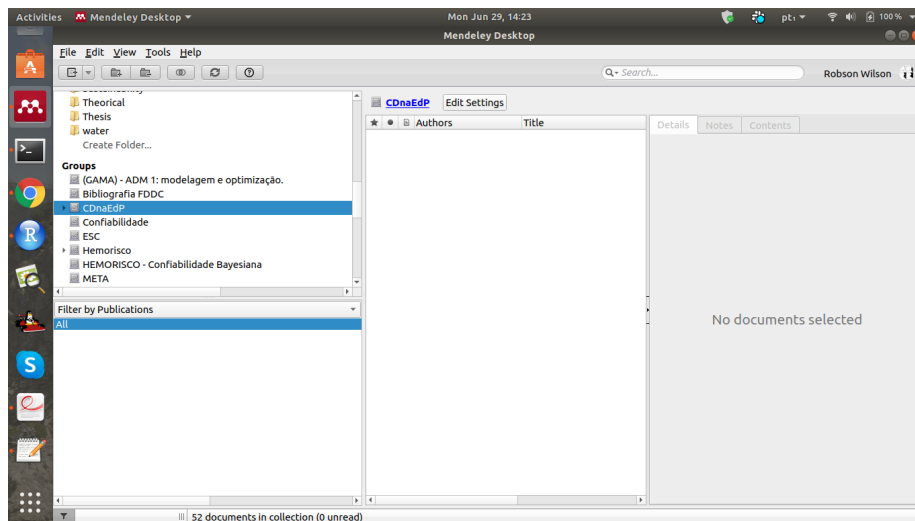 Activities Mendeley Desktop Mon Jun 29, 14:23 pt₁ 100 %
Mendeley Desktop
File Edit View Tools Help
Search... Robson Wilson
Sustainability
Theorical
Thesis
water
Create Folder...
Groups
(GAMA) - ADM 1: modelagem e optimização.
Bibliografia FDDC
CDnaEdP
Confiabilidade
ESC
Hemorisco
HEMORISCO - Confiabilidade Bayesiana
META
Filter by Publications
All
CDnaEdP Edit Settings
Authors Title
Details Notes Contents
No documents selected
52 documents in collection (0 unread)